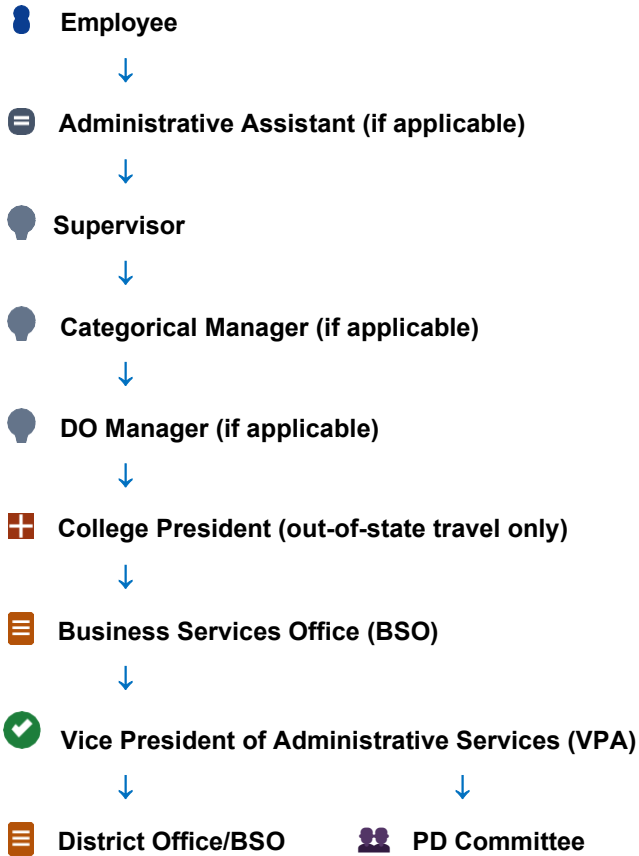 Employee
Administrative Assistant (if applicable)
Supervisor
Categorical Manager (if applicable)
DO Manager (if applicable)
College President (out-of-state travel only)
Business Services Office (BSO)
Vice President of Administrative Services (VPA)
District Office/BSO PD Committee